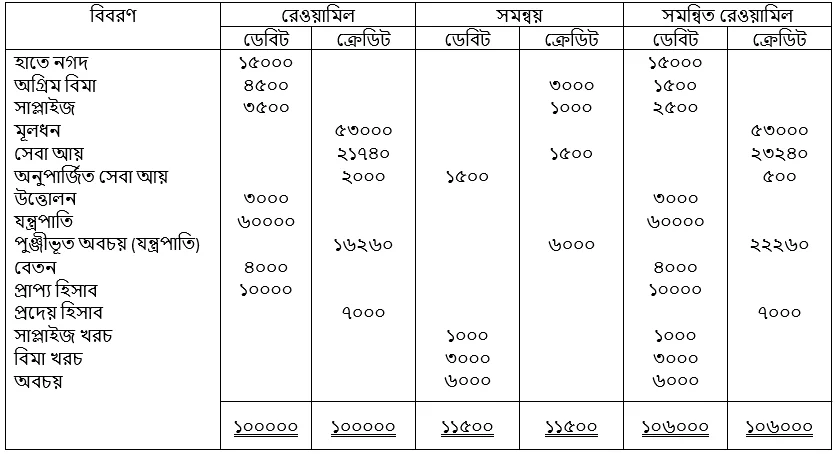 বিবরণ রেওয়ামিল সমন্বয় সমন্বিত রেওয়ামিল
ডেবিট ক্রেডিট ডেবিট ক্রেডিট ডেবিট ক্রেডিট
হাতে নগদ ১৫০০০ ১৫০০০
অগ্রিম বিমা ৪৫০০ ৩০০০ ১৫০০
সাপ্লাইজ ৩৫০০ ১০০০ ২৫০০
মূলধন ৫৩০০০ ৫৩০০০
সেবা আয় ২১৭৪০ ১৫০০ ২৩২৪০
অনুপার্জিত সেবা আয় ২০০০ ১৫০০ ৫০০
উত্তোলন ৩০০০ ৩০০০
যন্ত্রপাতি ৬০০০০ ৬০০০০
পুঞ্জীভূত অবচয় (যন্ত্রপাতি) ১৬২৬০ ৬০০০ ২২২৬০
বেতন ৪০০০ ৪০০০
প্রাপ্য হিসাব ১০০০০ ১০০০০
প্রদেয় হিসাব ৭০০০ ৭০০০
সাপ্লাইজ খরচ ১০০০ ১০০০
বিমা খরচ ৩০০০ ৩০০০
অবচয় ৬০০০ ৬০০০
১০০০০০ ১০০০০০ ১১৫০০ ১১৫০০ ১০৬০০০ ১০৬০০০